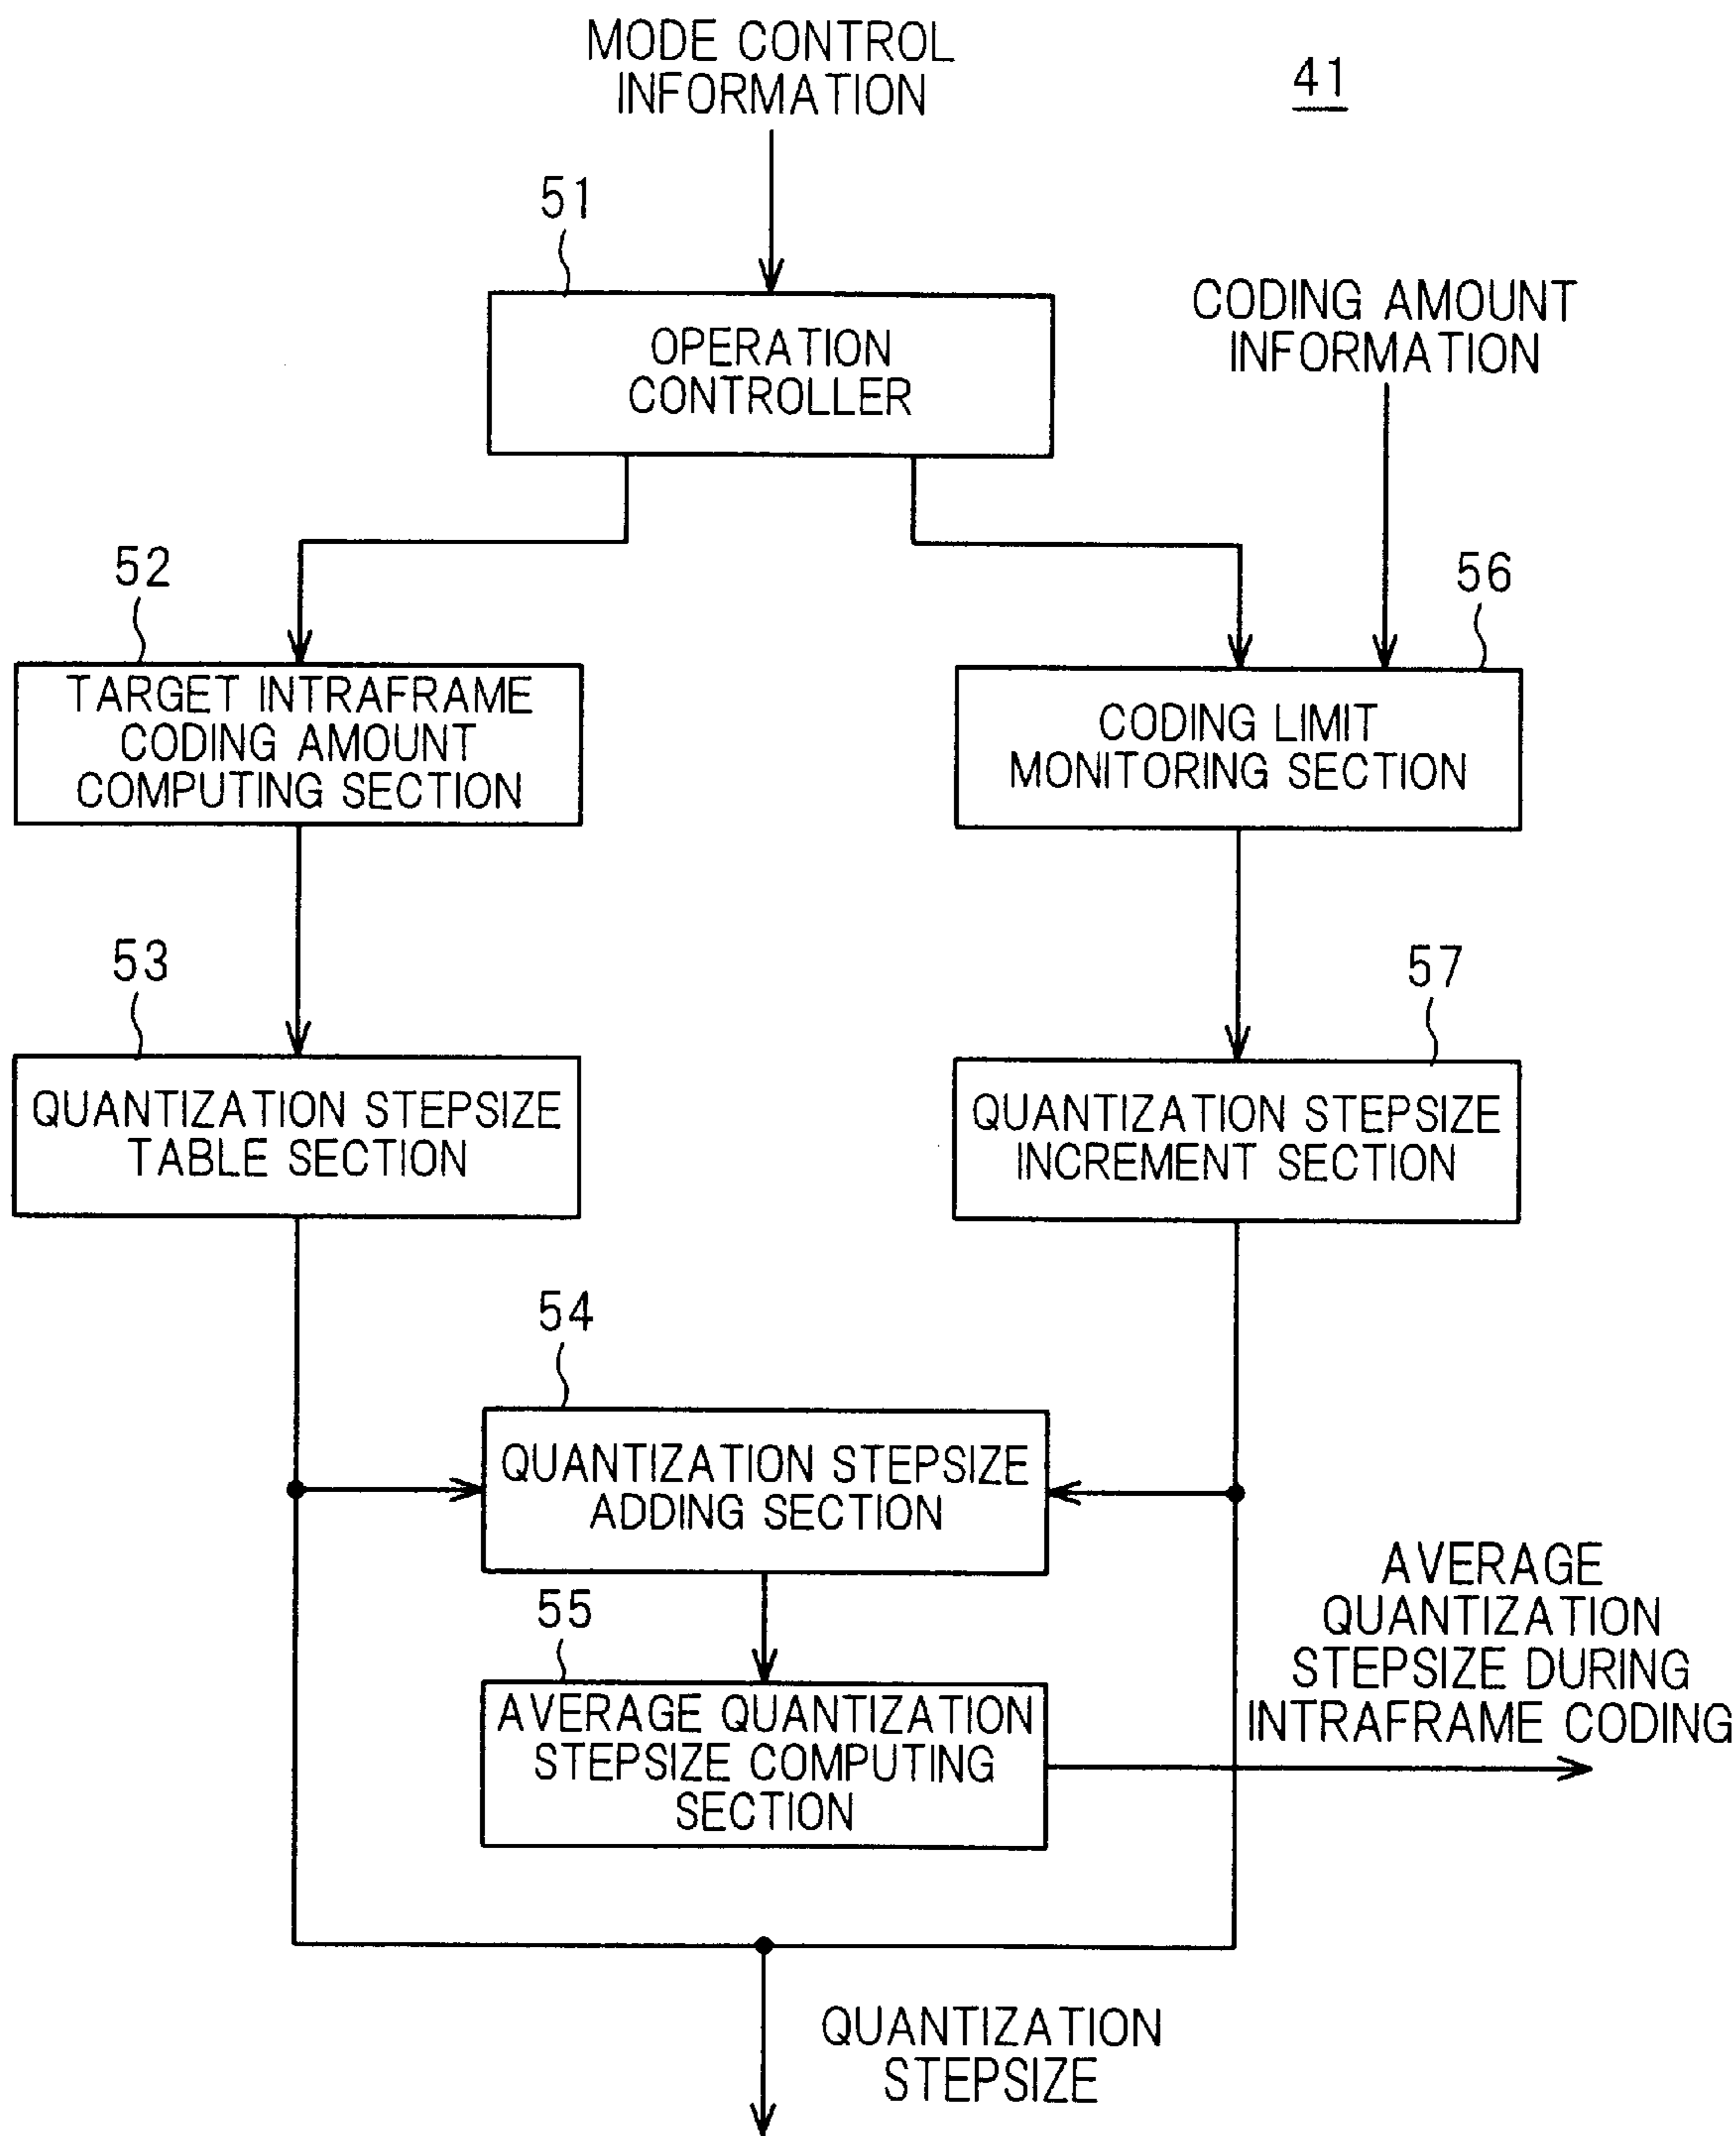 MODE CONTROL
INFORMATION
41
51
OPERATION
CONTROLLER
CODING AMOUNT
INFORMATION
52
TARGET INTRAFRAME
CODING AMOUNT
COMPUTING SECTION
56
CODING LIMIT
MONITORING SECTION
53
QUANTIZATION STEPSIZE
TABLE SECTION
57
QUANTIZATION STEPSIZE
INCREMENT SECTION
54
QUANTIZATION STEPSIZE
ADDING SECTION
55
AVERAGE QUANTIZATION
STEPSIZE COMPUTING
SECTION
AVERAGE
QUANTIZATION
STEPSIZE DURING
INTRAFRAME CODING
QUANTIZATION
STEPSIZE